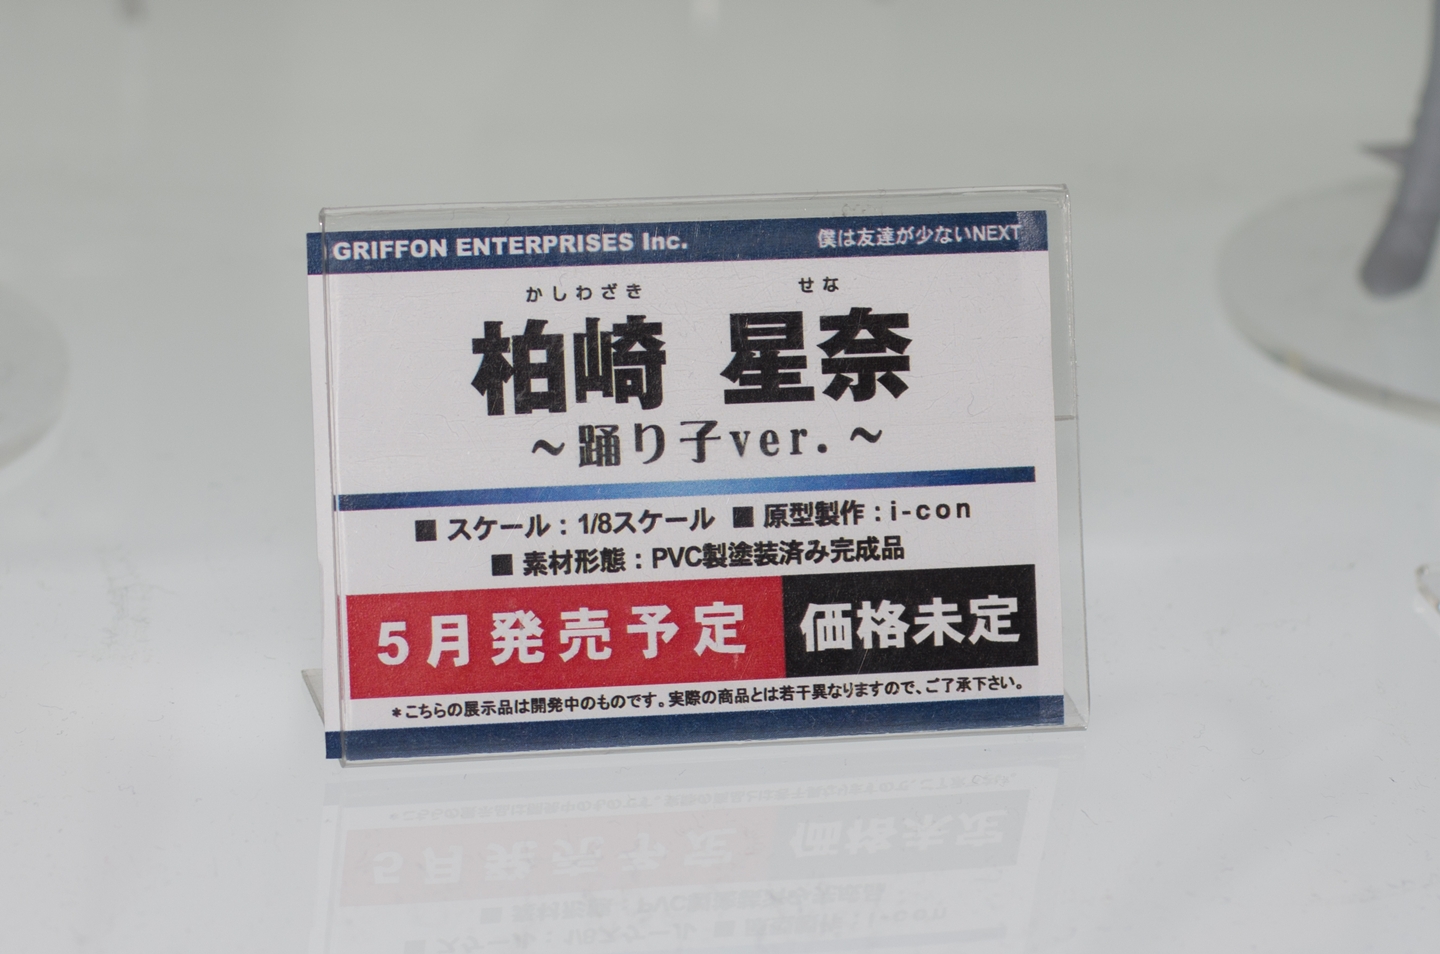 GRIFFON ENTERPRISES Inc. 僕は友達が少ないNEXT
かしわざき せな
柏崎 星奈
～踊り子ver.～
■ スケール：1/8スケール ■ 原型製作：i-con
■ 素材形態：PVC製塗装済み完成品
5月発売予定 価格未定
＊こちらの展示品は開発中のものです。実際の商品とは若干異なりますので、ご了承下さい。